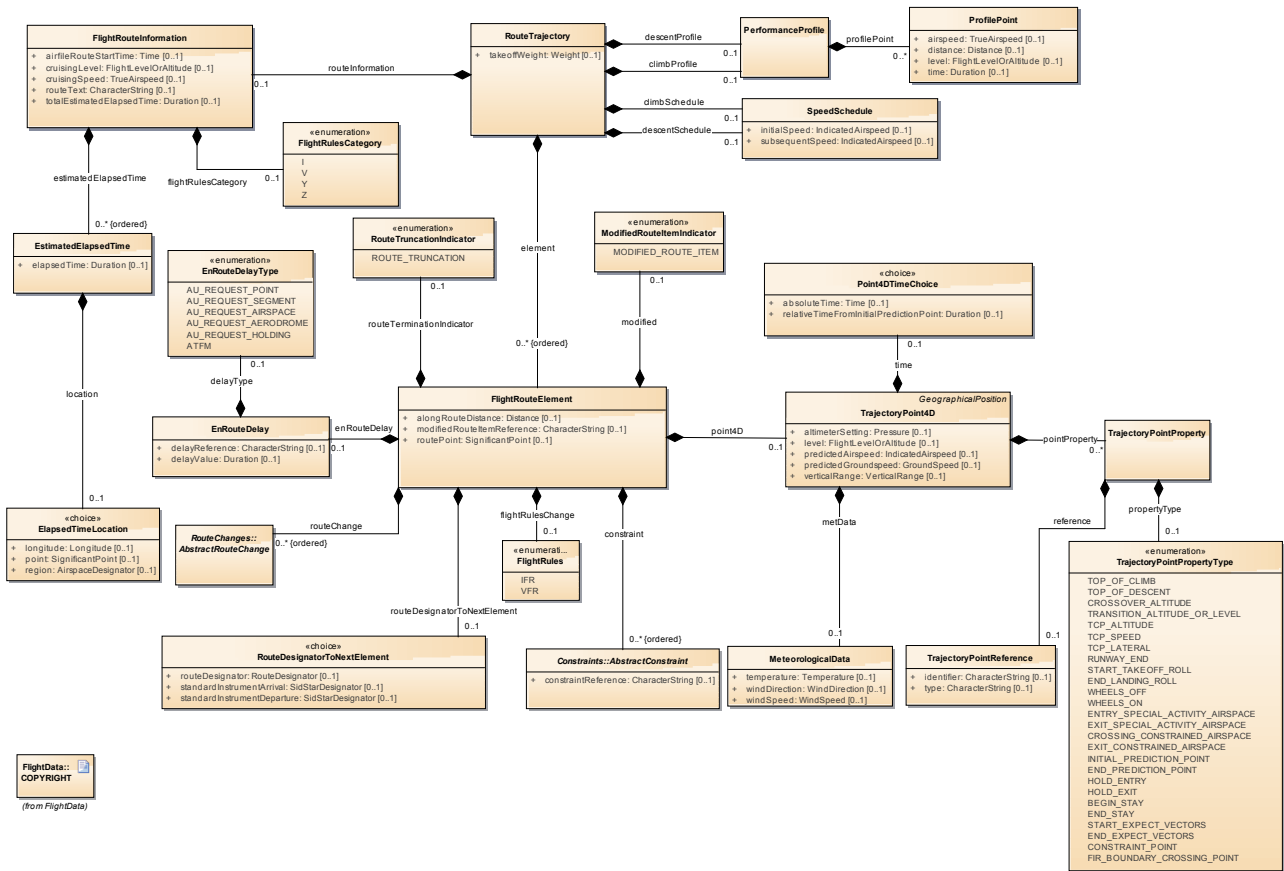 FlightRouteInformation
+ airfileRouteStartTime: Time [0..1]
+ cruisingLevel: FlightLevelOrAltitude [0..1]
+ cruisingSpeed: TrueAirspeed [0..1]
+ routeText: CharacterString [0..1]
+ totalEstimatedElapsedTime: Duration [0..1]
routeInformation
0..1
RouteTrajectory
+ takeoffWeight: Weight [0..1]
descentProfile
0..1
climbProfile
0..1
PerformanceProfile
profilePoint
0..*
ProfilePoint
+ airspeed: TrueAirspeed [0..1]
+ distance: Distance [0..1]
+ level: FlightLevelOrAltitude [0..1]
+ time: Duration [0..1]
climbSchedule
0..1
descentSchedule
0..1
SpeedSchedule
+ initialSpeed: IndicatedAirspeed [0..1]
+ subsequentSpeed: IndicatedAirspeed [0..1]
«enumeration»
FlightRulesCategory
I
V
Y
Z
flightRulesCategory
0..1
estimatedElapsedTime
0..* {ordered}
EstimatedElapsedTime
+ elapsedTime: Duration [0..1]
«enumeration»
EnRouteDelayType
AU_REQUEST_POINT
AU_REQUEST_SEGMENT
AU_REQUEST_AIRSPACE
AU_REQUEST_AERODROME
AU_REQUEST_HOLDING
ATFM
0..1
delayType
«enumeration»
RouteTruncationIndicator
ROUTE_TRUNCATION
0..1
routeTerminationIndicator
element
0..* {ordered}
«enumeration»
ModifiedRouteItemIndicator
MODIFIED_ROUTE_ITEM
0..1
modified
«choice»
Point4DTimeChoice
+ absoluteTime: Time [0..1]
+ relativeTimeFromInitialPredictionPoint: Duration [0..1]
0..1
time
location
0..1
EnRouteDelay
+ delayReference: CharacterString [0..1]
+ delayValue: Duration [0..1]
enRouteDelay
0..1
FlightRouteElement
+ alongRouteDistance: Distance [0..1]
+ modifiedRouteItemReference: CharacterString [0..1]
+ routePoint: SignificantPoint [0..1]
point4D
0..1
GeographicalPosition
TrajectoryPoint4D
+ altimeterSetting: Pressure [0..1]
+ level: FlightLevelOrAltitude [0..1]
+ predictedAirspeed: IndicatedAirspeed [0..1]
+ predictedGroundspeed: GroundSpeed [0..1]
+ verticalRange: VerticalRange [0..1]
pointProperty
0..*
TrajectoryPointProperty
«choice»
ElapsedTimeLocation
+ longitude: Longitude [0..1]
+ point: SignificantPoint [0..1]
+ region: AirspaceDesignator [0..1]
RouteChanges::
AbstractRouteChange
routeChange
0..* {ordered}
flightRulesChange
0..1
«enumerati...
FlightRules
IFR
VFR
constraint
0..* {ordered}
metData
0..1
reference
0..1
propertyType
0..1
routeDesignatorToNextElement
0..1
«choice»
RouteDesignatorToNextElement
+ routeDesignator: RouteDesignator [0..1]
+ standardInstrumentArrival: SidStarDesignator [0..1]
+ standardInstrumentDeparture: SidStarDesignator [0..1]
Constraints::AbstractConstraint
+ constraintReference: CharacterString [0..1]
MeteorologicalData
+ temperature: Temperature [0..1]
+ windDirection: WindDirection [0..1]
+ windSpeed: WindSpeed [0..1]
TrajectoryPointReference
+ identifier: CharacterString [0..1]
+ type: CharacterString [0..1]
«enumeration»
TrajectoryPointPropertyType
TOP_OF_CLIMB
TOP_OF_DESCENT
CROSSOVER_ALTITUDE
TRANSITION_ALTITUDE_OR_LEVEL
TCP_ALTITUDE
TCP_SPEED
TCP_LATERAL
RUNWAY_END
START_TAKEOFF_ROLL
END_LANDING_ROLL
WHEELS_OFF
WHEELS_ON
ENTRY_SPECIAL_ACTIVITY_AIRSPACE
EXIT_SPECIAL_ACTIVITY_AIRSPACE
CROSSING_CONSTRAINED_AIRSPACE
EXIT_CONSTRAINED_AIRSPACE
INITIAL_PREDICTION_POINT
END_PREDICTION_POINT
HOLD_ENTRY
HOLD_EXIT
BEGIN_STAY
END_STAY
START_EXPECT_VECTORS
END_EXPECT_VECTORS
CONSTRAINT_POINT
FIR_BOUNDARY_CROSSING_POINT
FlightData::
COPYRIGHT
(from FlightData)